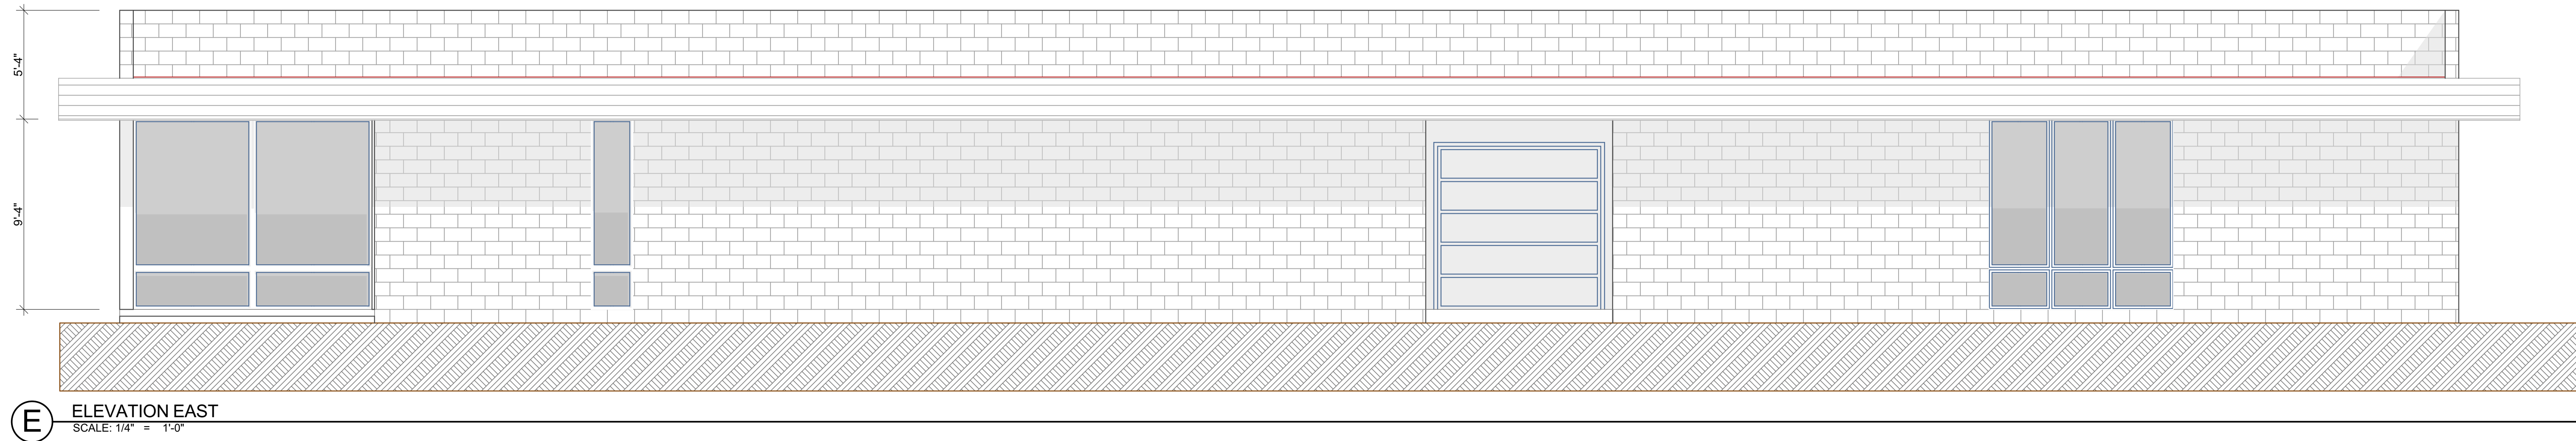 5'-4"
9'-4"
E
ELEVATION EAST
SCALE: 1/4" = 1'-0"